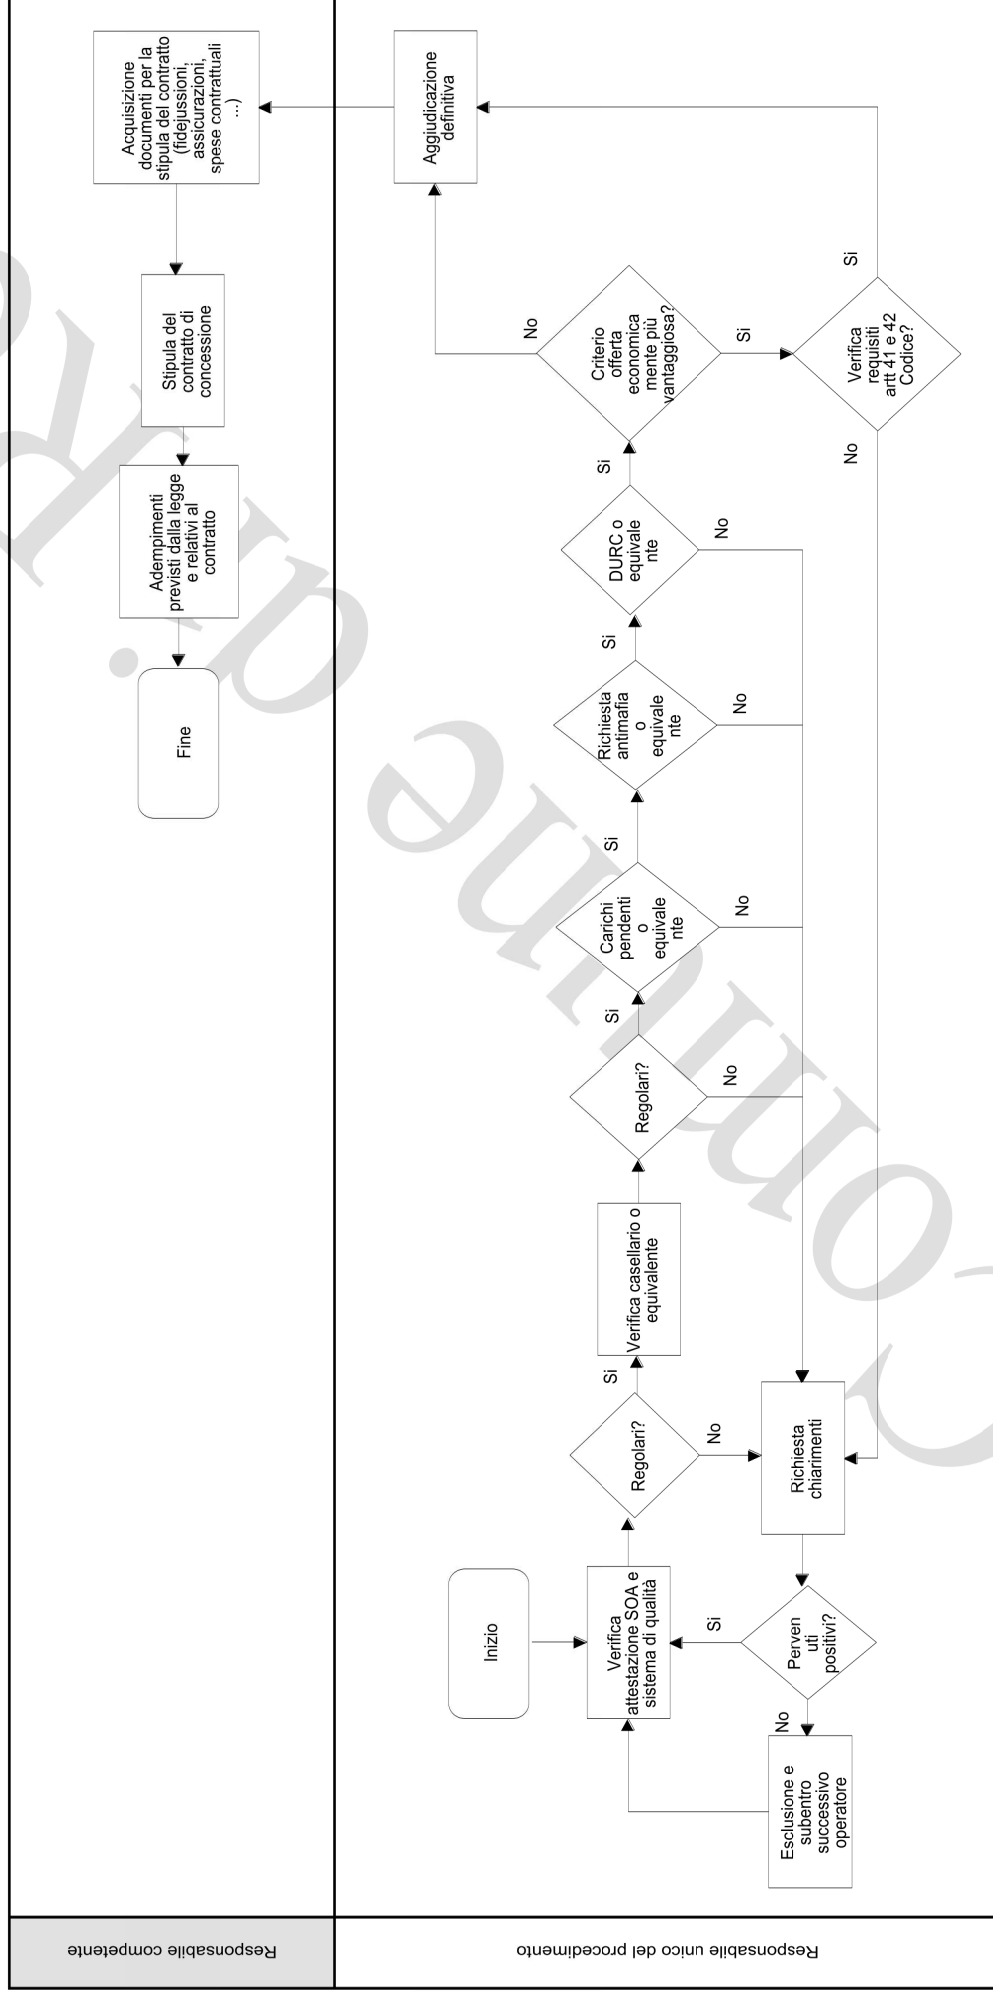 Responsabile competente
Acquisizione
documenti per la
stipula del contratto
(fidejussioni,
assicurazioni,
spese contrattuali
...)
Stipula del
contratto di
concessione
Adempimenti
previsti dalla legge
e relativi al
contratto
Fine
Responsabile unico del procedimento
Inizio
Verifica
attestazione SOA e
sistema di qualità
Regolari?
Si
No
Verifica casellario o
equivalente
Regolari?
Si
No
Carichi
pendenti
o
equivale
nte
Si
No
Richiesta
antimafia
o
equivale
nte
Si
No
DURC o
equivale
nte
Si
No
Criterio
offerta
economica
mente più
vantaggiosa?
No
Si
Verifica
requisiti
artt 41 e 42
Codice?
Si
No
Aggiudicazione
definitiva
Richiesta
chiarimenti
Perven
uti
positivi?
Si
No
Esclusione e
subentro
successivo
operatore
Comune di Re